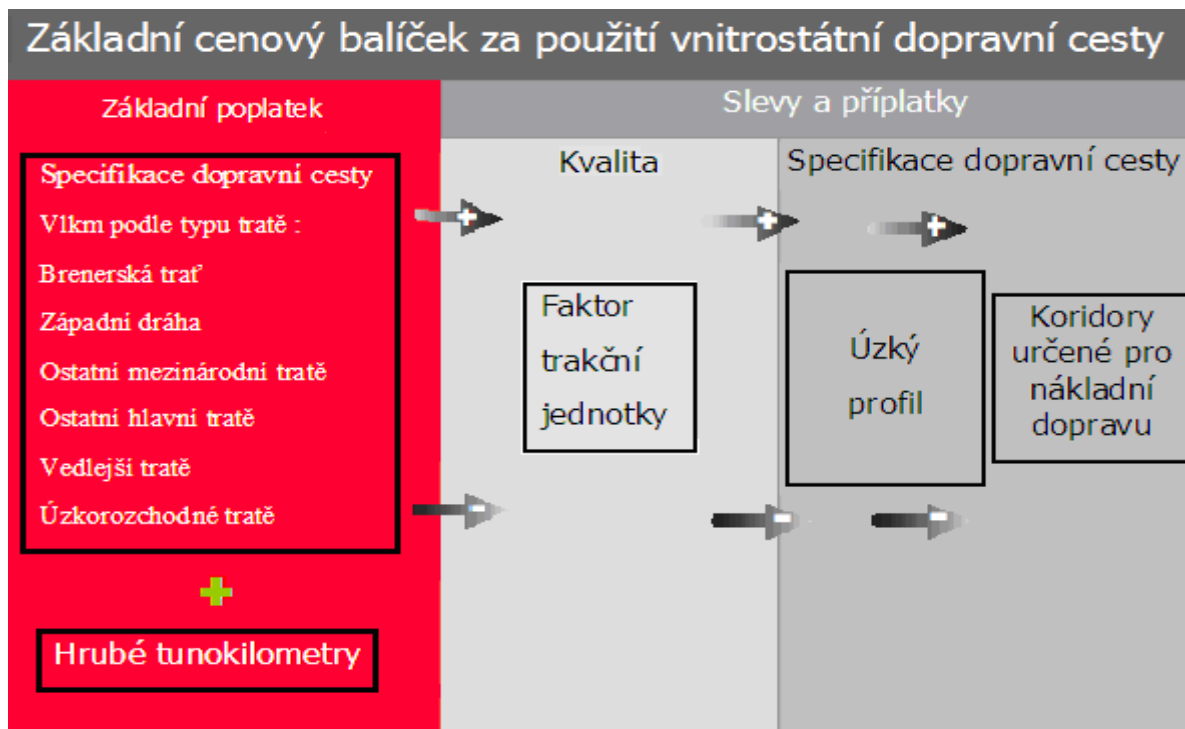 Základní cenový balíček za použití vnitrostátní dopravní cesty
Základní poplatek
Specifikace dopravní cesty
Vlkm podle typu tratě :
Brenerská trať
Západní dráha
Ostatní mezinárodní tratě
Ostatní hlavní tratě
Vedlejší tratě
Úzkorozchodné tratě
Hrubé tunokilometry
Slevy a příplatky
Kvalita
Faktor
trakční
jednotky
Specifikace dopravní cesty
Úzký
profil
Koridory
určené pro
nákladní
dopravu